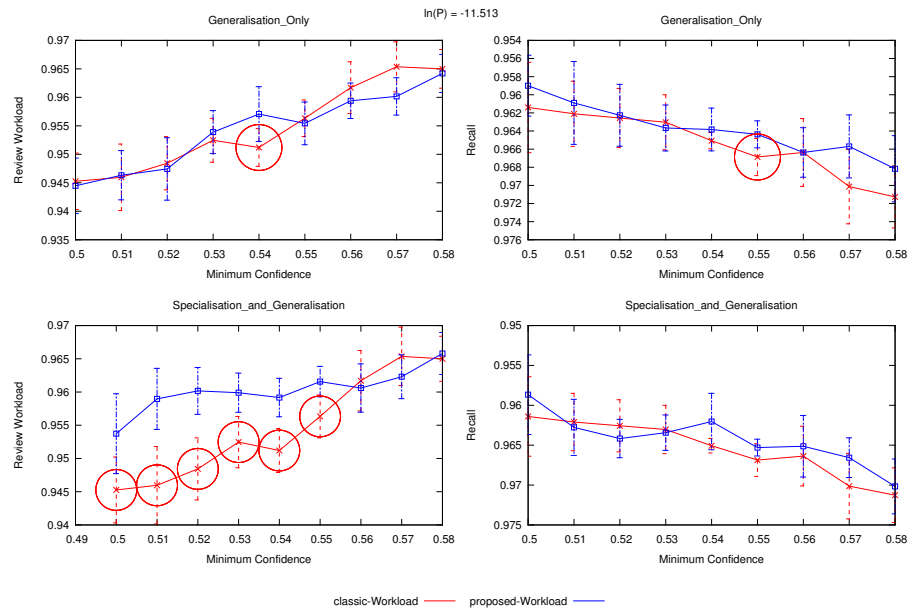 ln(P) = -11.513
Generalisation_Only
Review Workload
0.97
0.965
0.96
0.955
0.95
0.945
0.94
0.935
0.5 0.51 0.52 0.53 0.54 0.55 0.56 0.57 0.58
Minimum Confidence
Generalisation_Only
Recall
0.954
0.956
0.958
0.96
0.962
0.964
0.966
0.968
0.97
0.972
0.974
0.976
0.5 0.51 0.52 0.53 0.54 0.55 0.56 0.57 0.58
Minimum Confidence
Specialisation_and_Generalisation
Review Workload
0.97
0.965
0.96
0.955
0.95
0.945
0.94
0.49 0.5 0.51 0.52 0.53 0.54 0.55 0.56 0.57 0.58
Minimum Confidence
Specialisation_and_Generalisation
Recall
0.95
0.955
0.96
0.965
0.97
0.975
0.5 0.51 0.52 0.53 0.54 0.55 0.56 0.57 0.58
Minimum Confidence
classic-Workload proposed-Workload